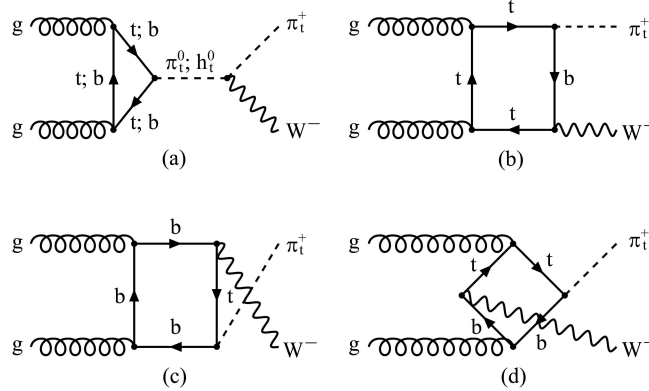 g
t; b
t; b
π_t^0; h_t^0
π_t^+
g
t; b
W^−
(a)
g
t
π_t^+
t
b
g
t
W^−
(b)
g
b
π_t^+
b
t
g
b
W^−
(c)
g
t
t
π_t^+
g
b
b
W^−
(d)